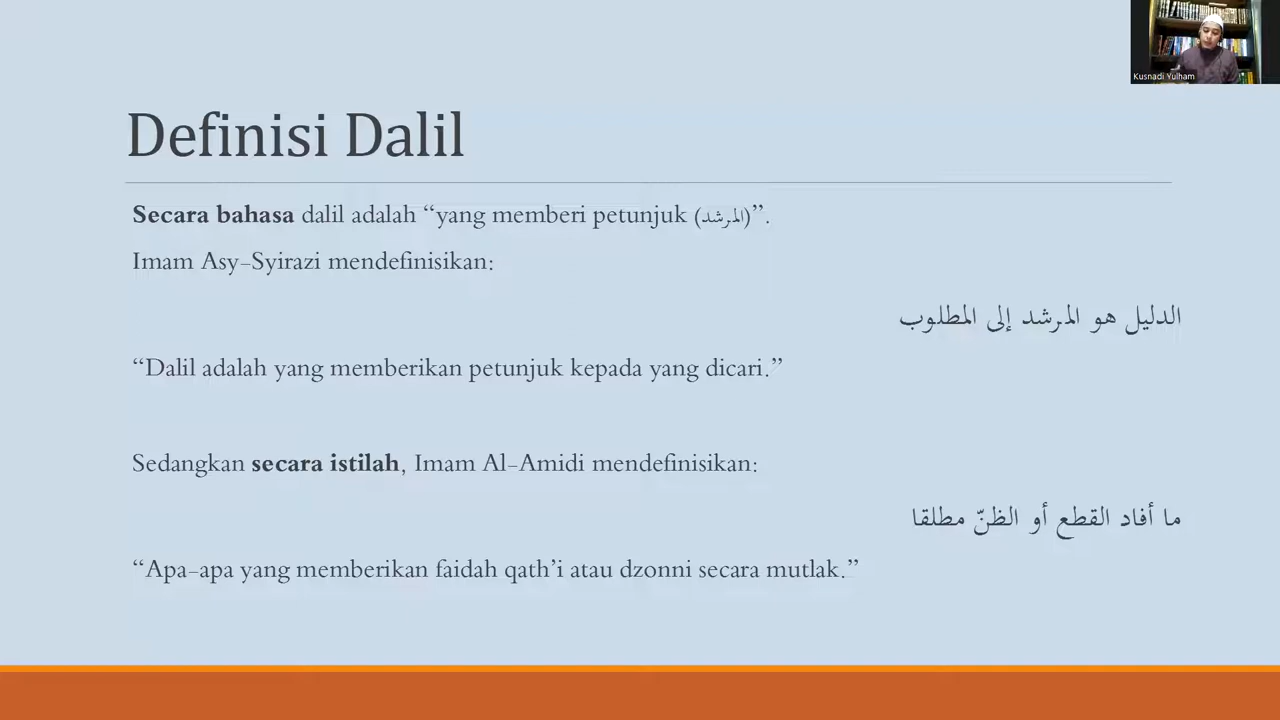 Kusnadi Yulham
Definisi Dalil
Secara bahasa dalil adalah “yang memberi petunjuk (المرشد)”.
Imam Asy-Syirazi mendefinisikan:
الدليل هو المرشد إلى المطلوب
“Dalil adalah yang memberikan petunjuk kepada yang dicari.”
Sedangkan secara istilah, Imam Al-Amidi mendefinisikan:
ما أفاد القطع أو الظنّ مطلقا
“Apa-apa yang memberikan faidah qath’i atau dzonni secara mutlak.”